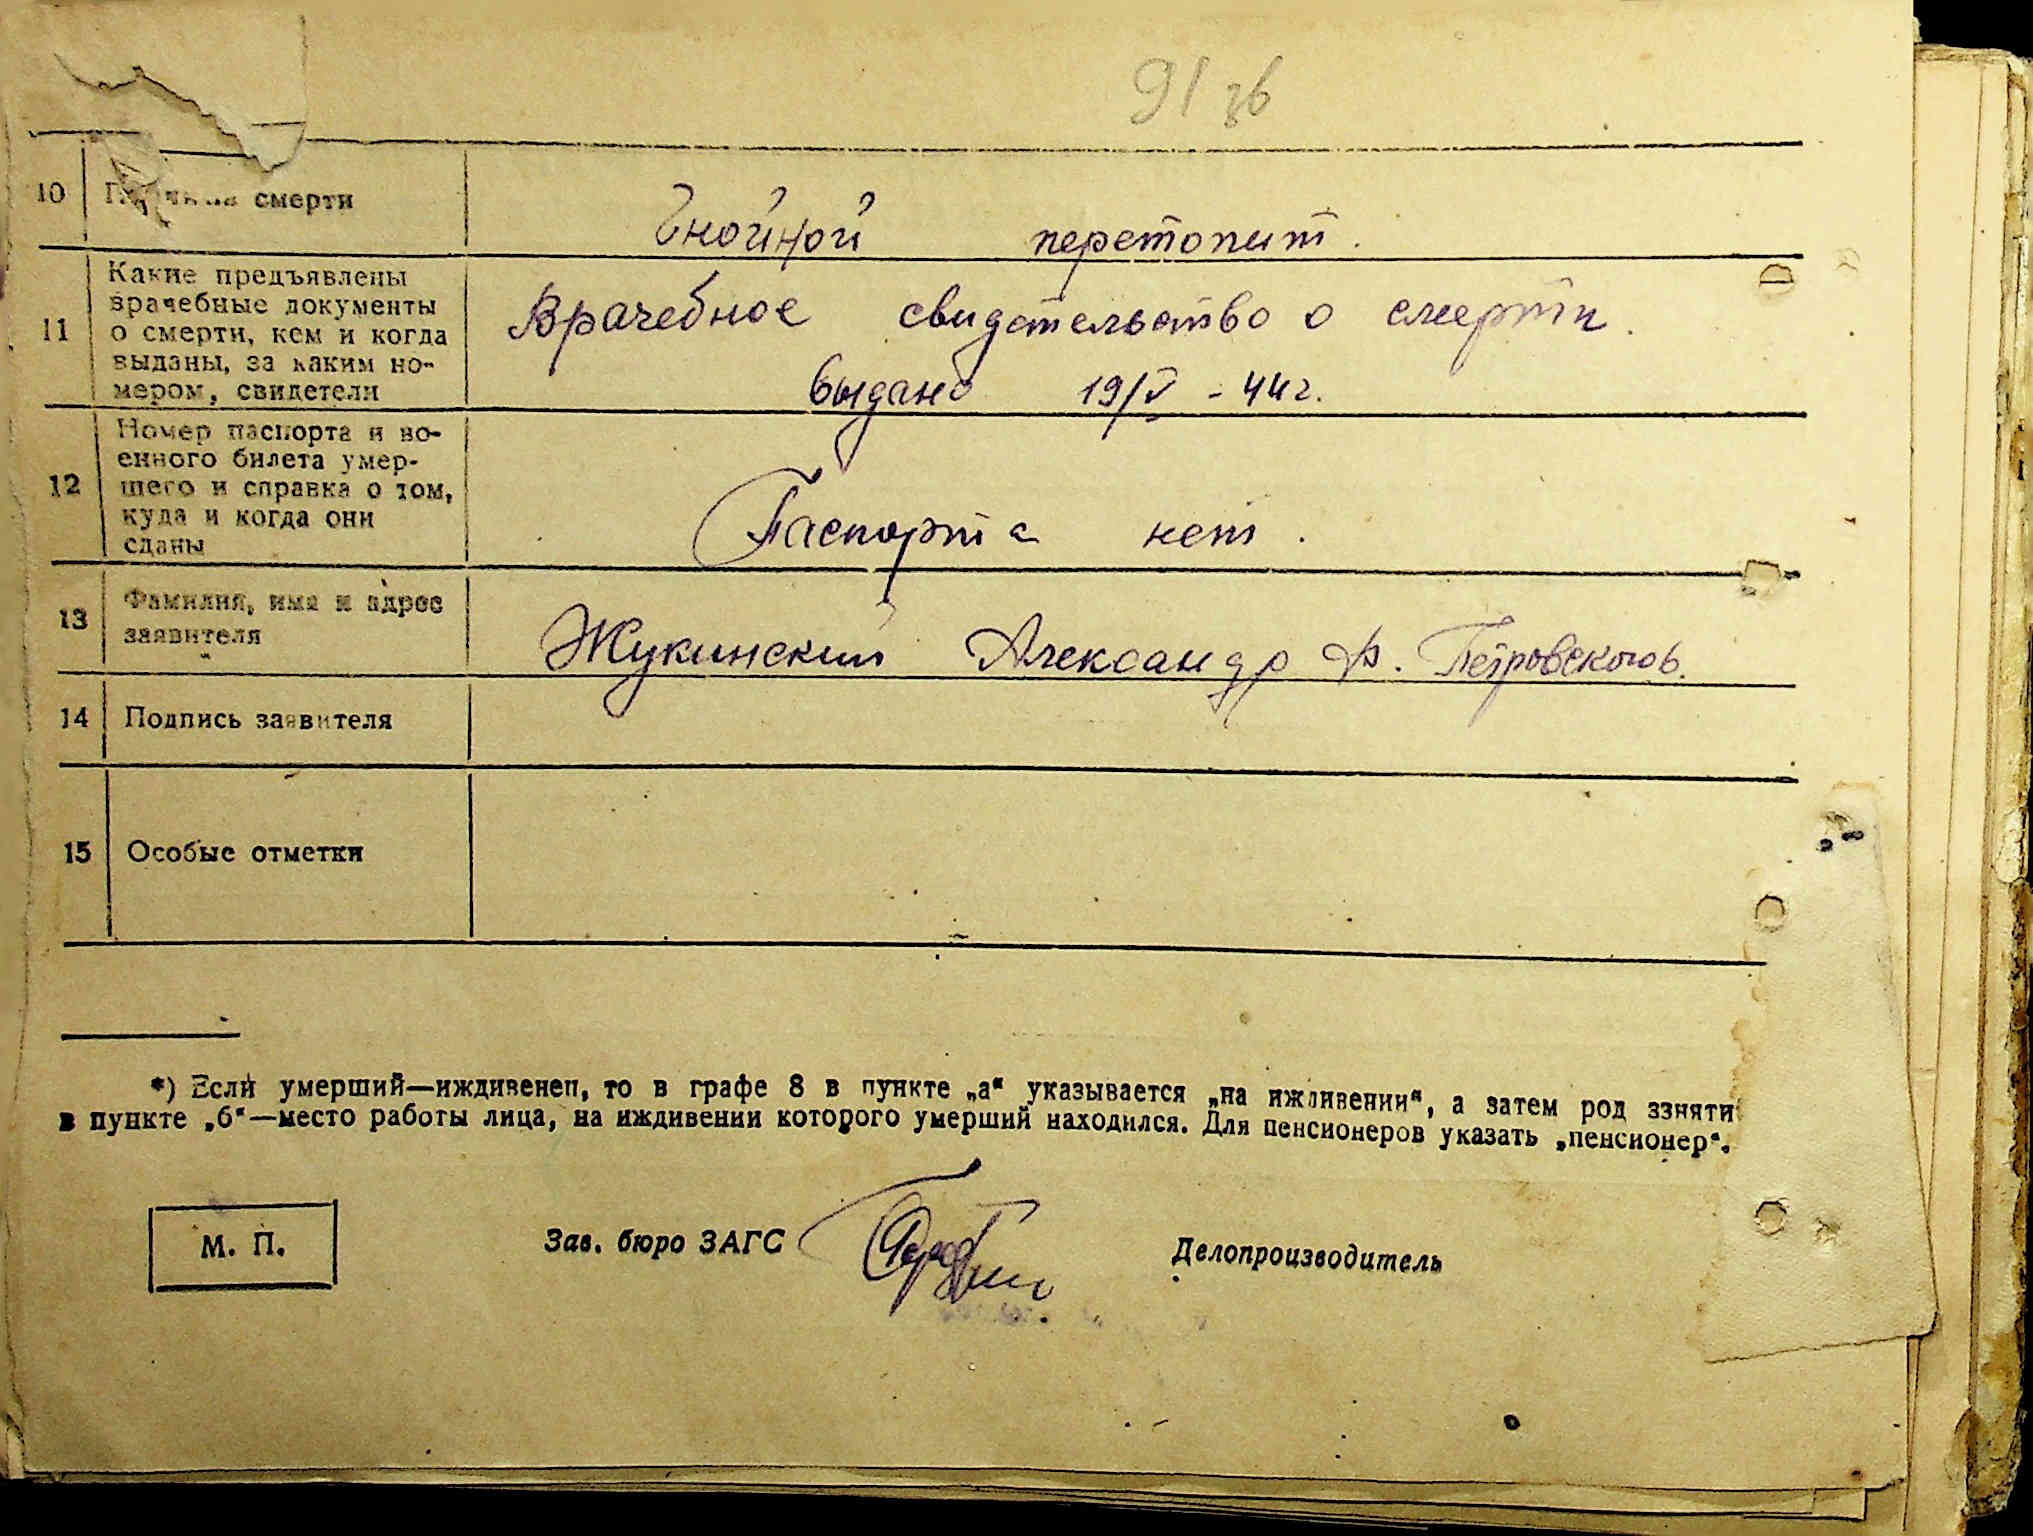 91 зв
10 Причина смерти Гнойной перетонит.
11 Какие предъявлены
врачебные документы
о смерти, кем и когда
выданы, за каким но-
мером, свидетели
Врачебное свидетельство о смерти.
выдано 19/V - 44г.
12 Номер паспорта и во-
енного билета умер-
шего и справка о том,
куда и когда они
сданы
Паспорта нет.
13 Фамилия, имя и адрес
заявителя
Жукинский Александр Ф. Петровского 6.
14 Подпись заявителя
15 Особые отметки
*) Если умерший—иждивенец, то в графе 8 в пункте „а“ указывается „на иждивении“, а затем род заняти
в пункте „б“—место работы лица, на иждивении которого умерший находился. Для пенсионеров указать „пенсионер“.
М. П.
Зав. бюро ЗАГС
Делопроизводитель